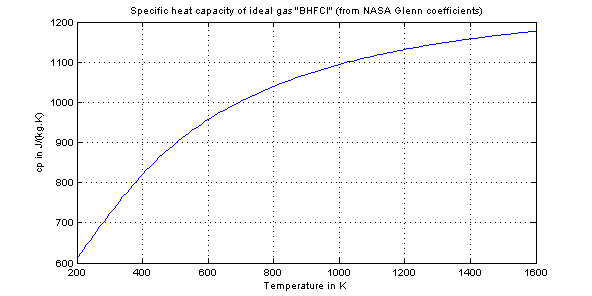 Specific heat capacity of ideal gas "BHFCl" (from NASA Glenn coefficients)
1200
1100
1000
900
800
700
600
cp in J/(kg.K)
200 400 600 800 1000 1200 1400 1600
Temperature in K